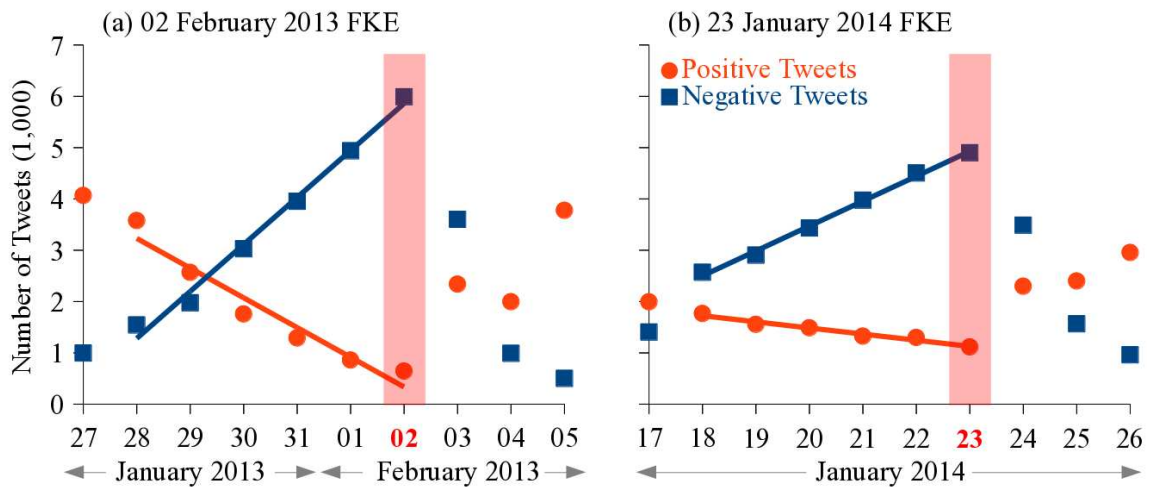 (a) 02 February 2013 FKE
(b) 23 January 2014 FKE
Number of Tweets (1,000)
7
6
5
4
3
2
1
0
Positive Tweets
Negative Tweets
27 28 29 30 31 01 02 03 04 05
17 18 19 20 21 22 23 24 25 26
January 2013 February 2013
January 2014